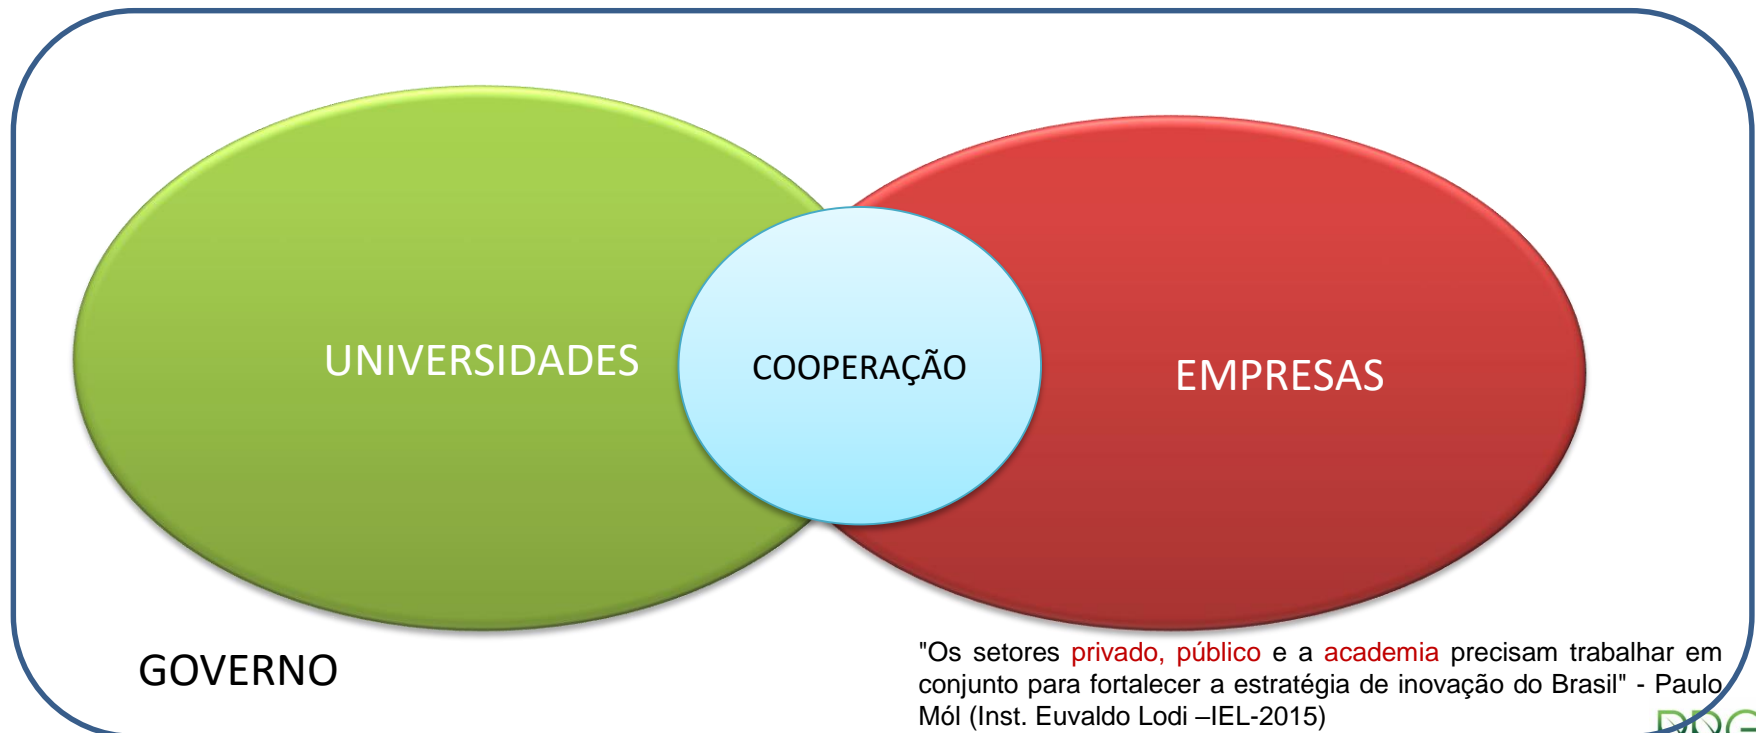 UNIVERSIDADES
COOPERAÇÃO
EMPRESAS
GOVERNO
"Os setores privado, público e a academia precisam trabalhar em
conjunto para fortalecer a estratégia de inovação do Brasil" - Paulo
Mól (Inst. Euvaldo Lodi –IEL-2015)